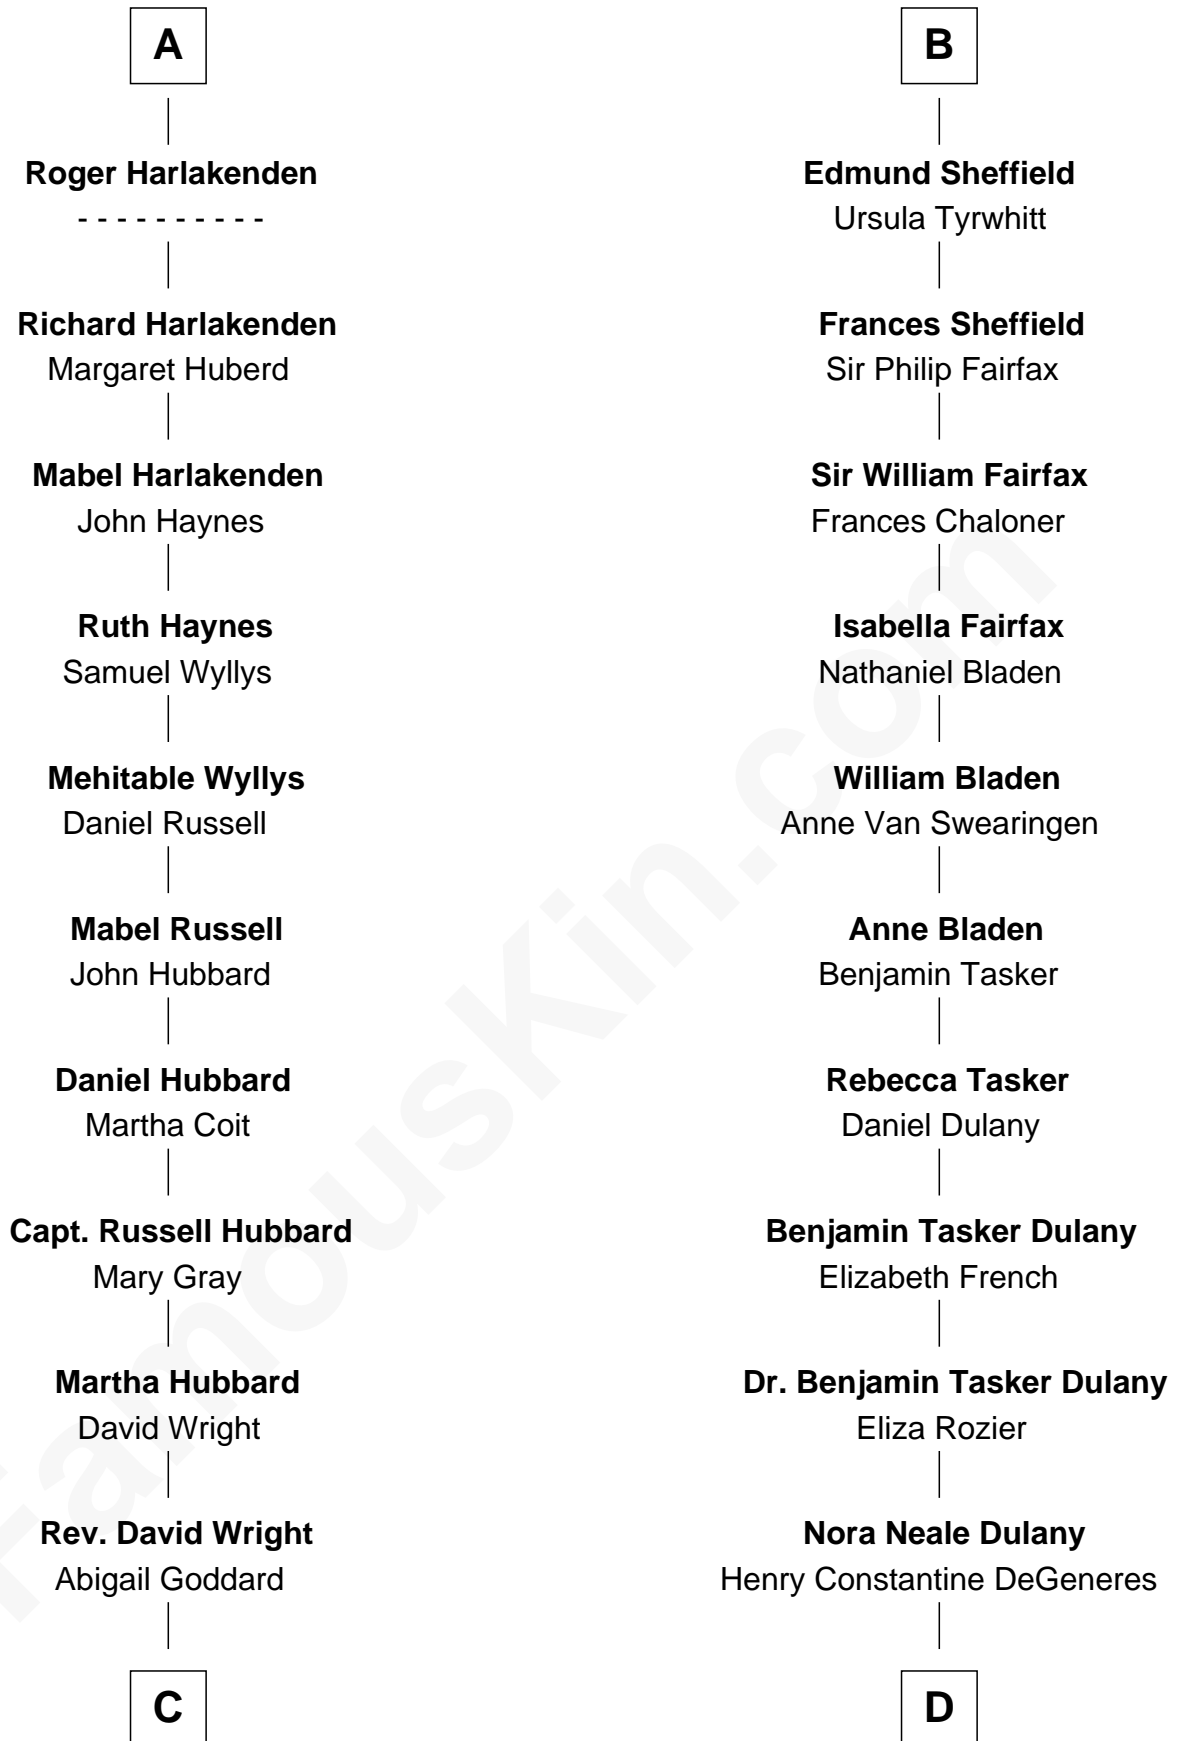 A
Roger Harlakenden
- - - - - - - - - -
Richard Harlakenden
Margaret Huberd
Mabel Harlakenden
John Haynes
Ruth Haynes
Samuel Wyllys
Mehitable Wyllys
Daniel Russell
Mabel Russell
John Hubbard
Daniel Hubbard
Martha Coit
Capt. Russell Hubbard
Mary Gray
Martha Hubbard
David Wright
Rev. David Wright
Abigail Goddard
C
B
Edmund Sheffield
Ursula Tyrwhitt
Frances Sheffield
Sir Philip Fairfax
Sir William Fairfax
Frances Chaloner
Isabella Fairfax
Nathaniel Bladen
William Bladen
Anne Van Swearingen
Anne Bladen
Benjamin Tasker
Rebecca Tasker
Daniel Dulany
Benjamin Tasker Dulany
Elizabeth French
Dr. Benjamin Tasker Dulany
Eliza Rozier
Nora Neale Dulany
Henry Constantine DeGeneres
D
FamousKin.com